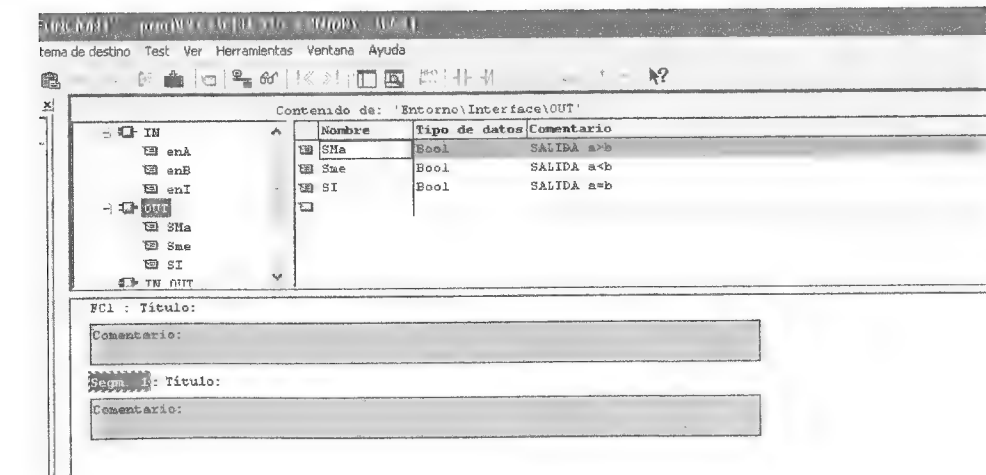 tema de destino Test Ver Herramientas Ventana Ayuda
Contenido de: 'Entorno\Interface\OUT'
IN
enA
enB
enI
OUT
SMa
Sme
SI
IN_OUT
Nombre Tipo de datos Comentario
SMa Bool SALIDA a>b
Sme Bool SALIDA a<b
SI Bool SALIDA a=b
FC1 : Título:
Comentario:
Segm. 1: Título:
Comentario: